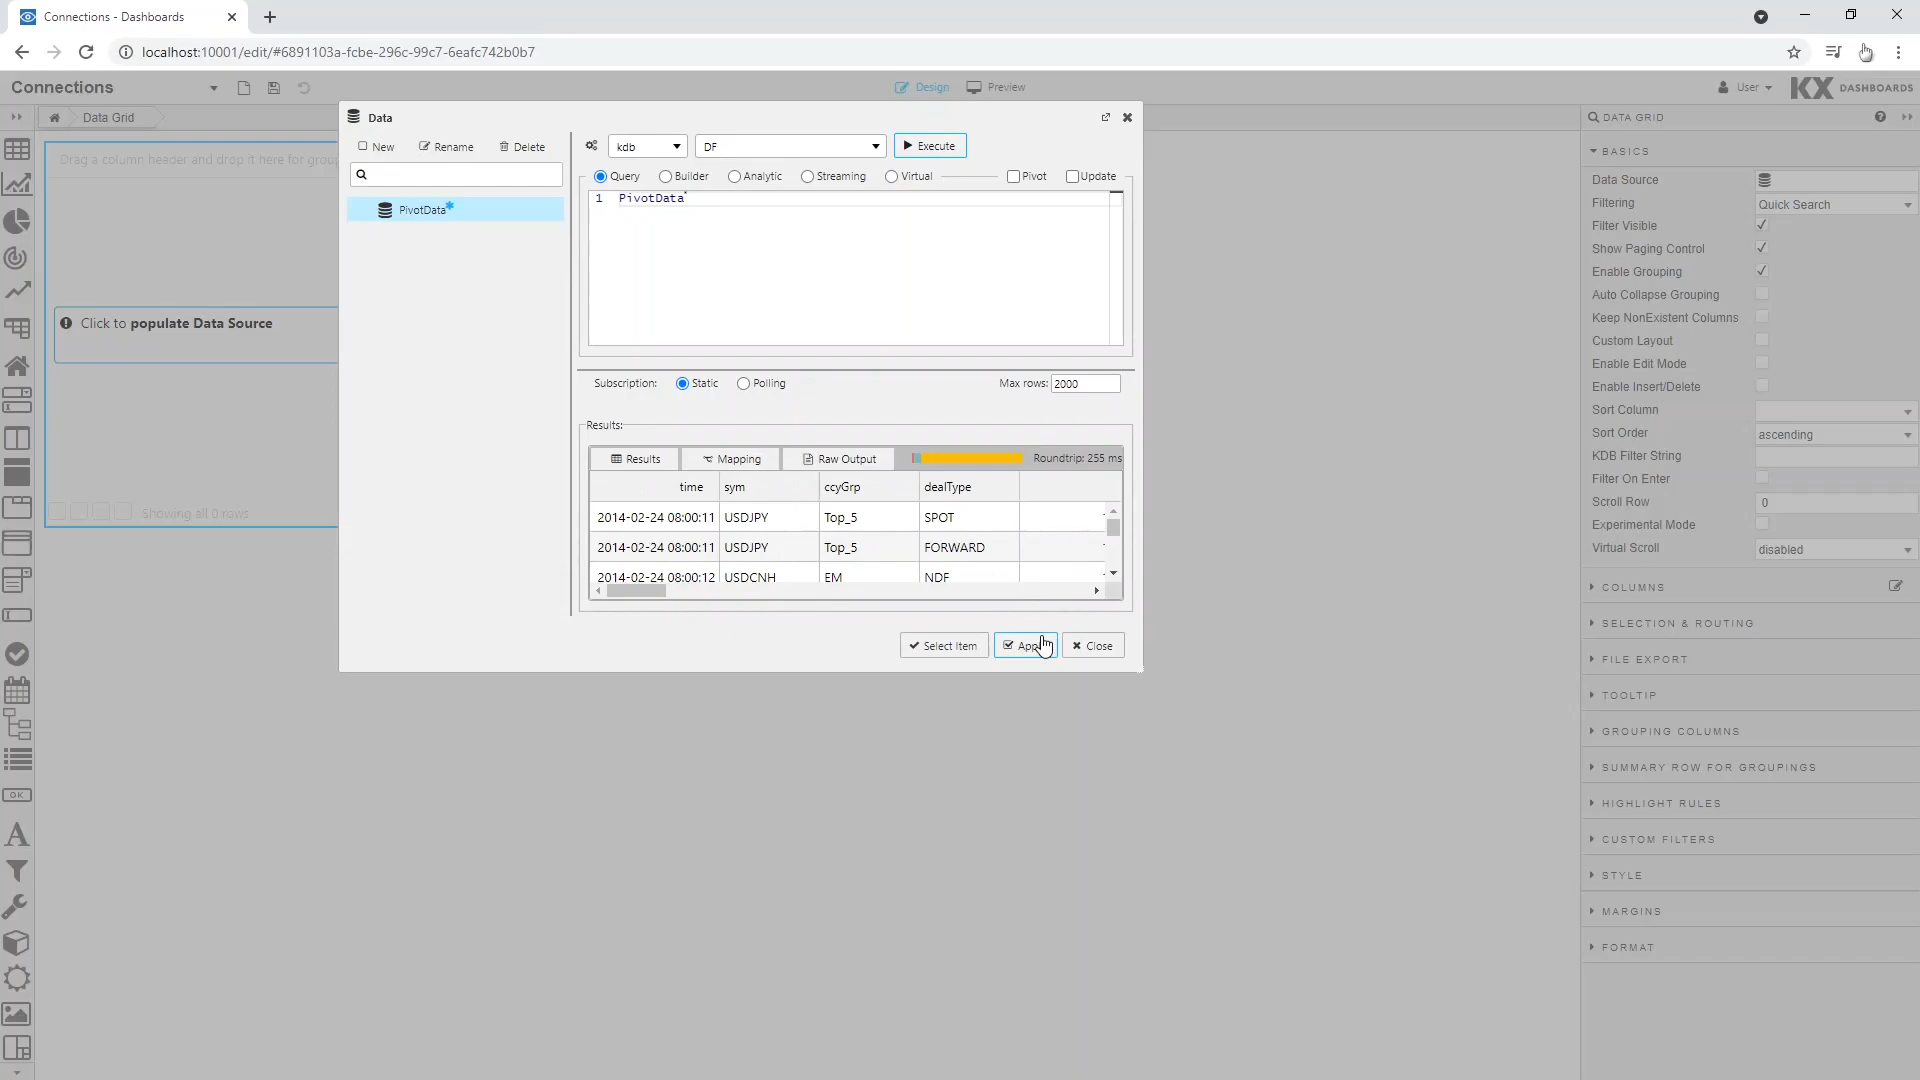 Connections - Dashboards
localhost:10001/edit/#6891103a-fcbe-296c-99c7-6eafc742b0b7
Connections
Design
Preview
User
KX DASHBOARDS
Data Grid
DATA GRID
Drag a column header and drop it here for
Click to populate Data Source
Showing all 0 rows
Data
New
Rename
Delete
PivotData*
kdb
DF
Execute
Query
Builder
Analytic
Streaming
Virtual
Pivot
Update
1 PivotData
Subscription:
Static
Polling
Max rows: 2000
Results:
Results
Mapping
Raw Output
Roundtrip: 255 ms
time sym ccyGrp dealType
2014-02-24 08:00:11 USDJPY Top_5 SPOT
2014-02-24 08:00:11 USDJPY Top_5 FORWARD
2014-02-24 08:00:12 USDCNH EM NDF
Select Item
Close
BASICS
Data Source
Filtering Quick Search
Filter Visible
Show Paging Control
Enable Grouping
Auto Collapse Grouping
Keep NonExistent Columns
Custom Layout
Enable Edit Mode
Enable Insert/Delete
Sort Column
Sort Order ascending
KDB Filter String
Filter On Enter
Scroll Row 0
Experimental Mode
Virtual Scroll disabled
COLUMNS
SELECTION & ROUTING
FILE EXPORT
TOOLTIP
GROUPING COLUMNS
SUMMARY ROW FOR GROUPINGS
HIGHLIGHT RULES
CUSTOM FILTERS
STYLE
MARGINS
FORMAT
OK